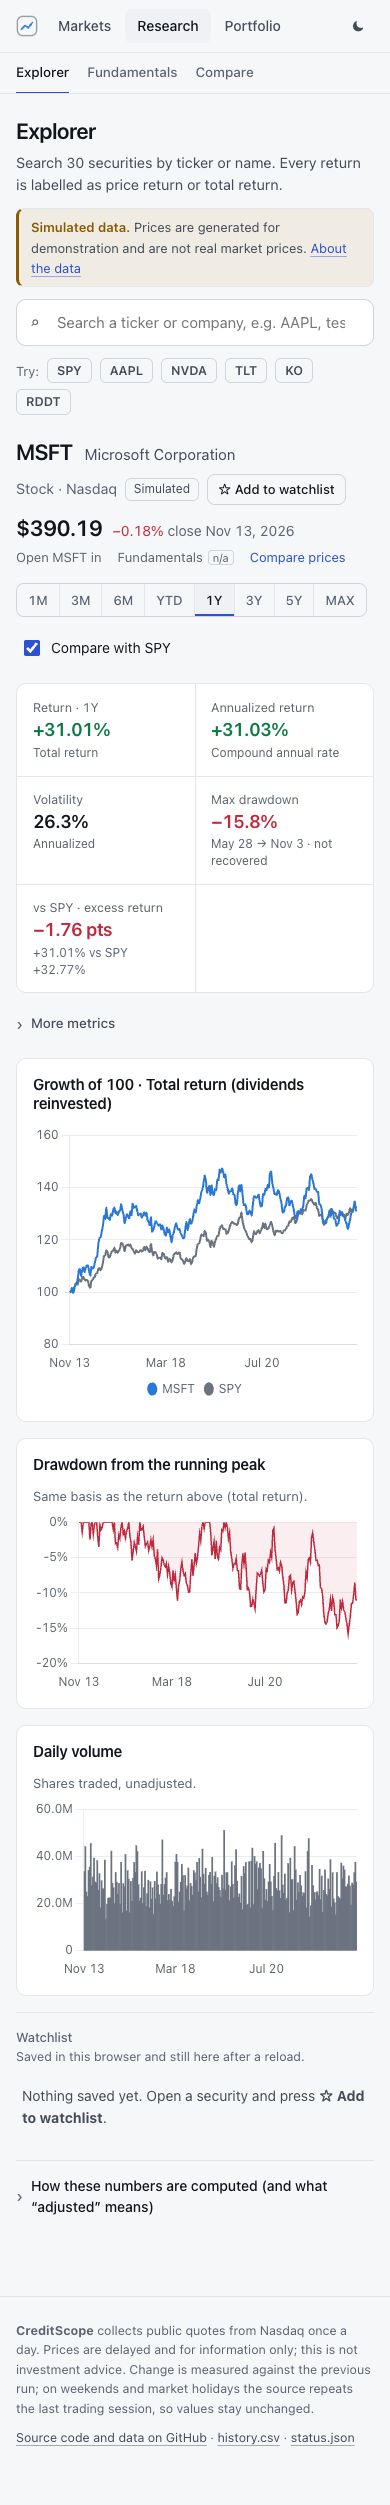 Markets Research Portfolio
Explorer Fundamentals Compare
Explorer
Search 30 securities by ticker or name. Every return
is labelled as price return or total return.
Simulated data. Prices are generated for
demonstration and are not real market prices. About
the data
Search a ticker or company, e.g. AAPL, tes
Try: SPY AAPL NVDA TLT KO
RDDT
MSFT Microsoft Corporation
Stock · Nasdaq Simulated ☆ Add to watchlist
$390.19 −0.18% close Nov 13, 2026
Open MSFT in Fundamentals n/a Compare prices
1M 3M 6M YTD 1Y 3Y 5Y MAX
Compare with SPY
Return · 1Y
+31.01%
Total return
Annualized return
+31.03%
Compound annual rate
Volatility
26.3%
Annualized
Max drawdown
−15.8%
May 28 → Nov 3 · not
recovered
vs SPY · excess return
−1.76 pts
+31.01% vs SPY
+32.77%
› More metrics
Growth of 100 · Total return (dividends
reinvested)
160
140
120
100
80
Nov 13 Mar 18 Jul 20
MSFT SPY
Drawdown from the running peak
Same basis as the return above (total return).
0%
-5%
-10%
-15%
-20%
Nov 13 Mar 18 Jul 20
Daily volume
Shares traded, unadjusted.
60.0M
40.0M
20.0M
0
Nov 13 Mar 18 Jul 20
Watchlist
Saved in this browser and still here after a reload.
Nothing saved yet. Open a security and press ☆ Add
to watchlist.
› How these numbers are computed (and what
“adjusted” means)
CreditScope collects public quotes from Nasdaq once a
day. Prices are delayed and for information only; this is not
investment advice. Change is measured against the previous
run; on weekends and market holidays the source repeats
the last trading session, so values stay unchanged.
Source code and data on GitHub · history.csv · status.json